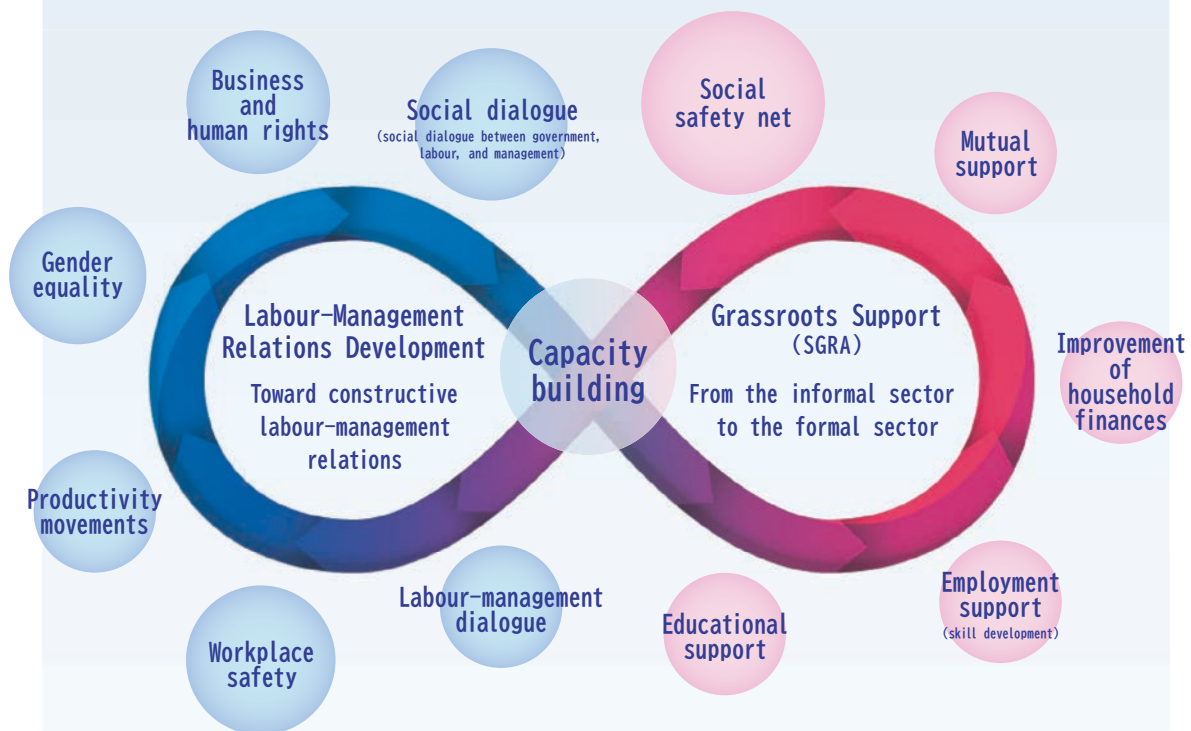 Business
and
human rights
Social dialogue
(social dialogue between government,
labour, and management)
Social
safety net
Mutual
support
Gender
equality
Labour-Management
Relations Development
Toward constructive
labour-management
relations
Capacity
building
Grassroots Support
(SGRA)
From the informal sector
to the formal sector
Improvement
of
household
finances
Productivity
movements
Workplace
safety
Labour-management
dialogue
Educational
support
Employment
support
(skill development)